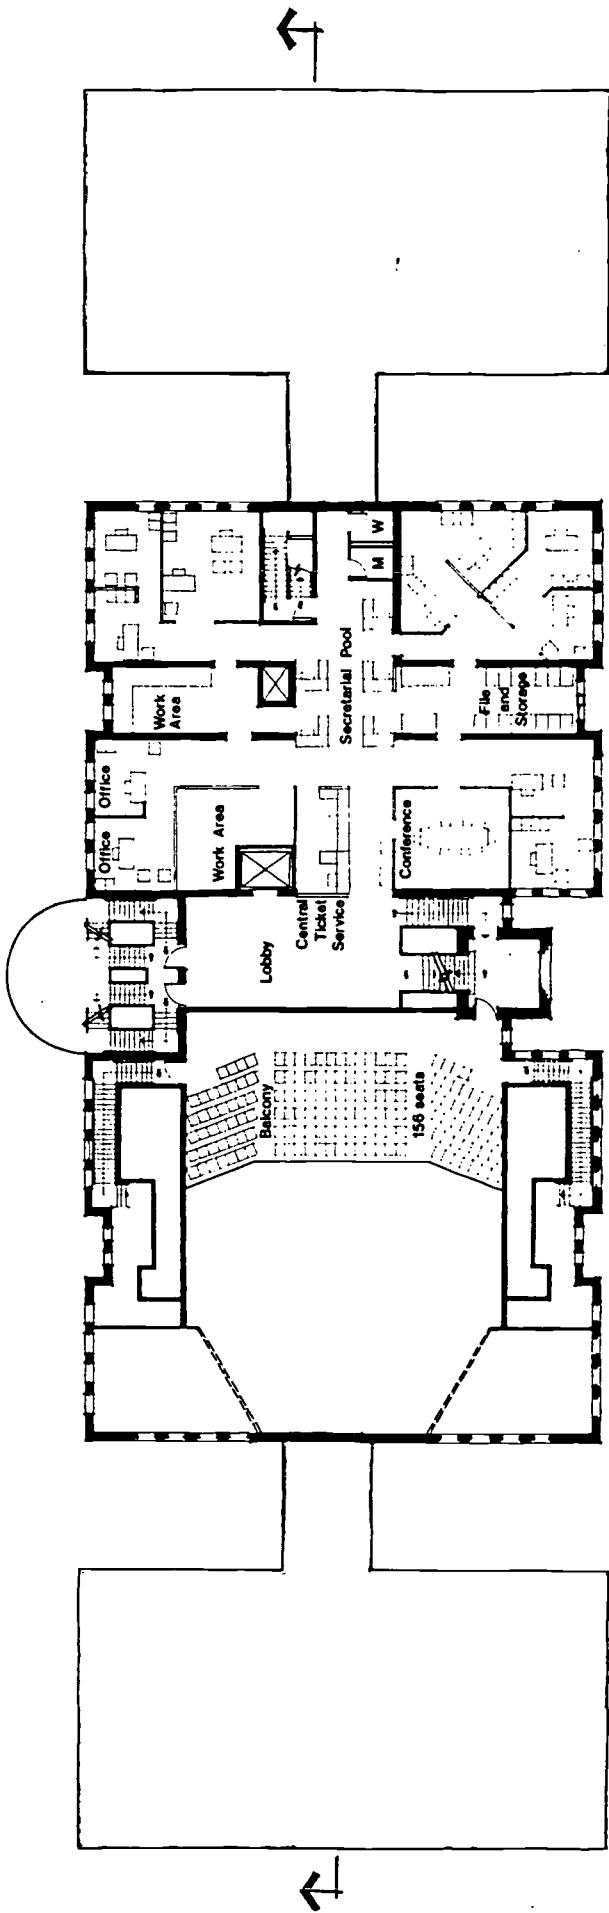 W
M
Secretarial Pool
Work
Area
File
and
Storage
Office
Office
Work Area
Conference
Central
Ticket
Service
Lobby
Balcony
156 seats